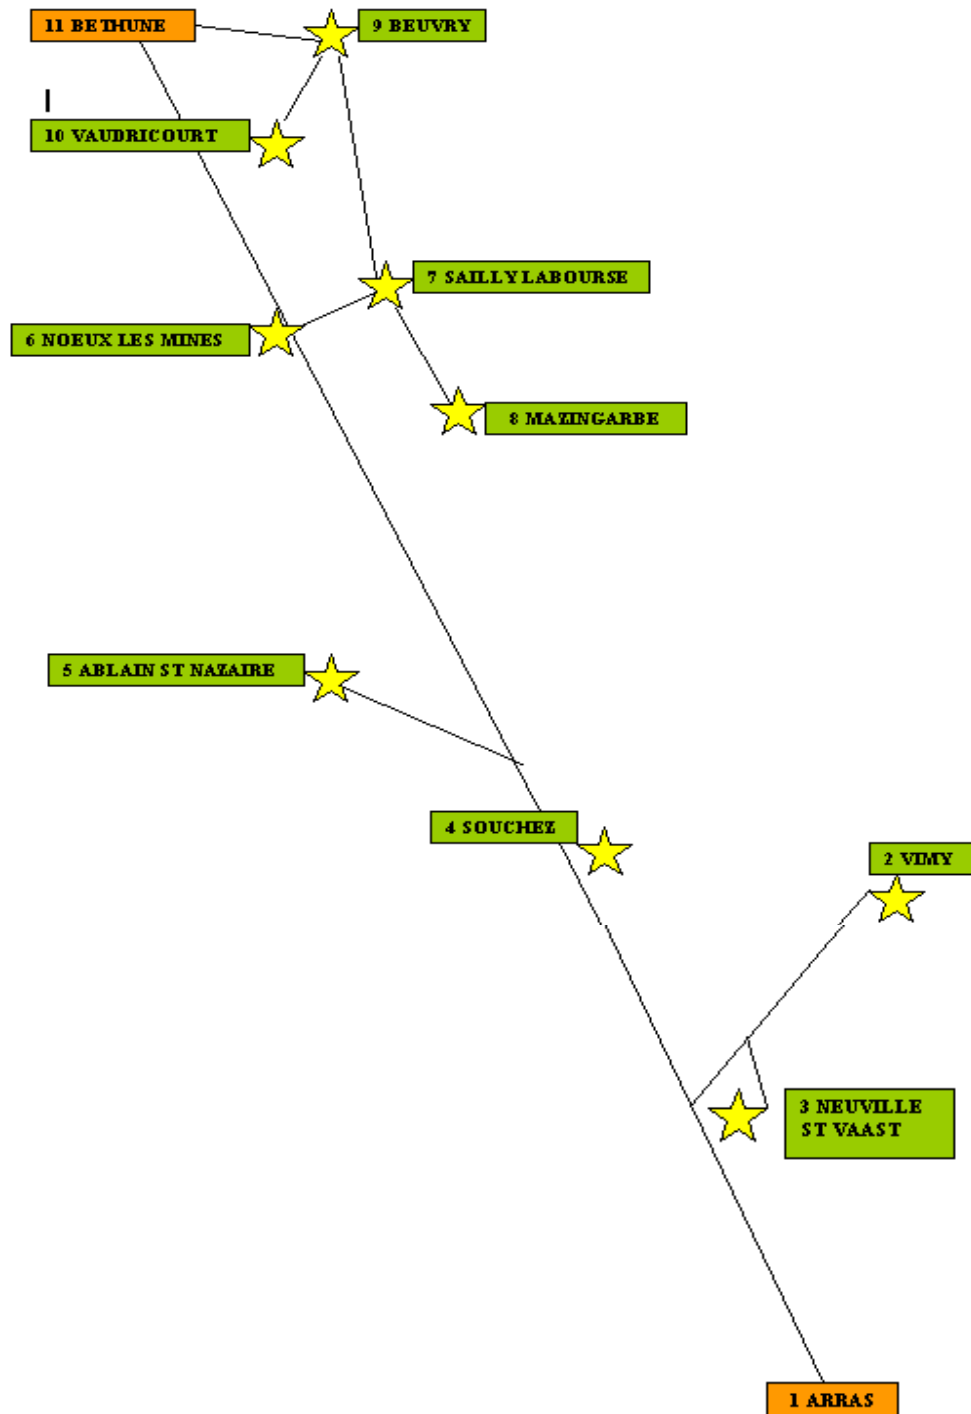 11 BETHUNE
9 BEUVRY
10 VAUDRICOURT
7 SAILLY LABOURSE
6 NOEUX LES MINES
8 MAZINGARBE
5 ABLAIN ST NAZAIRE
4 SOUCHEZ
2 VIMY
3 NEUVILLE
ST VAAST
1 ARRAS